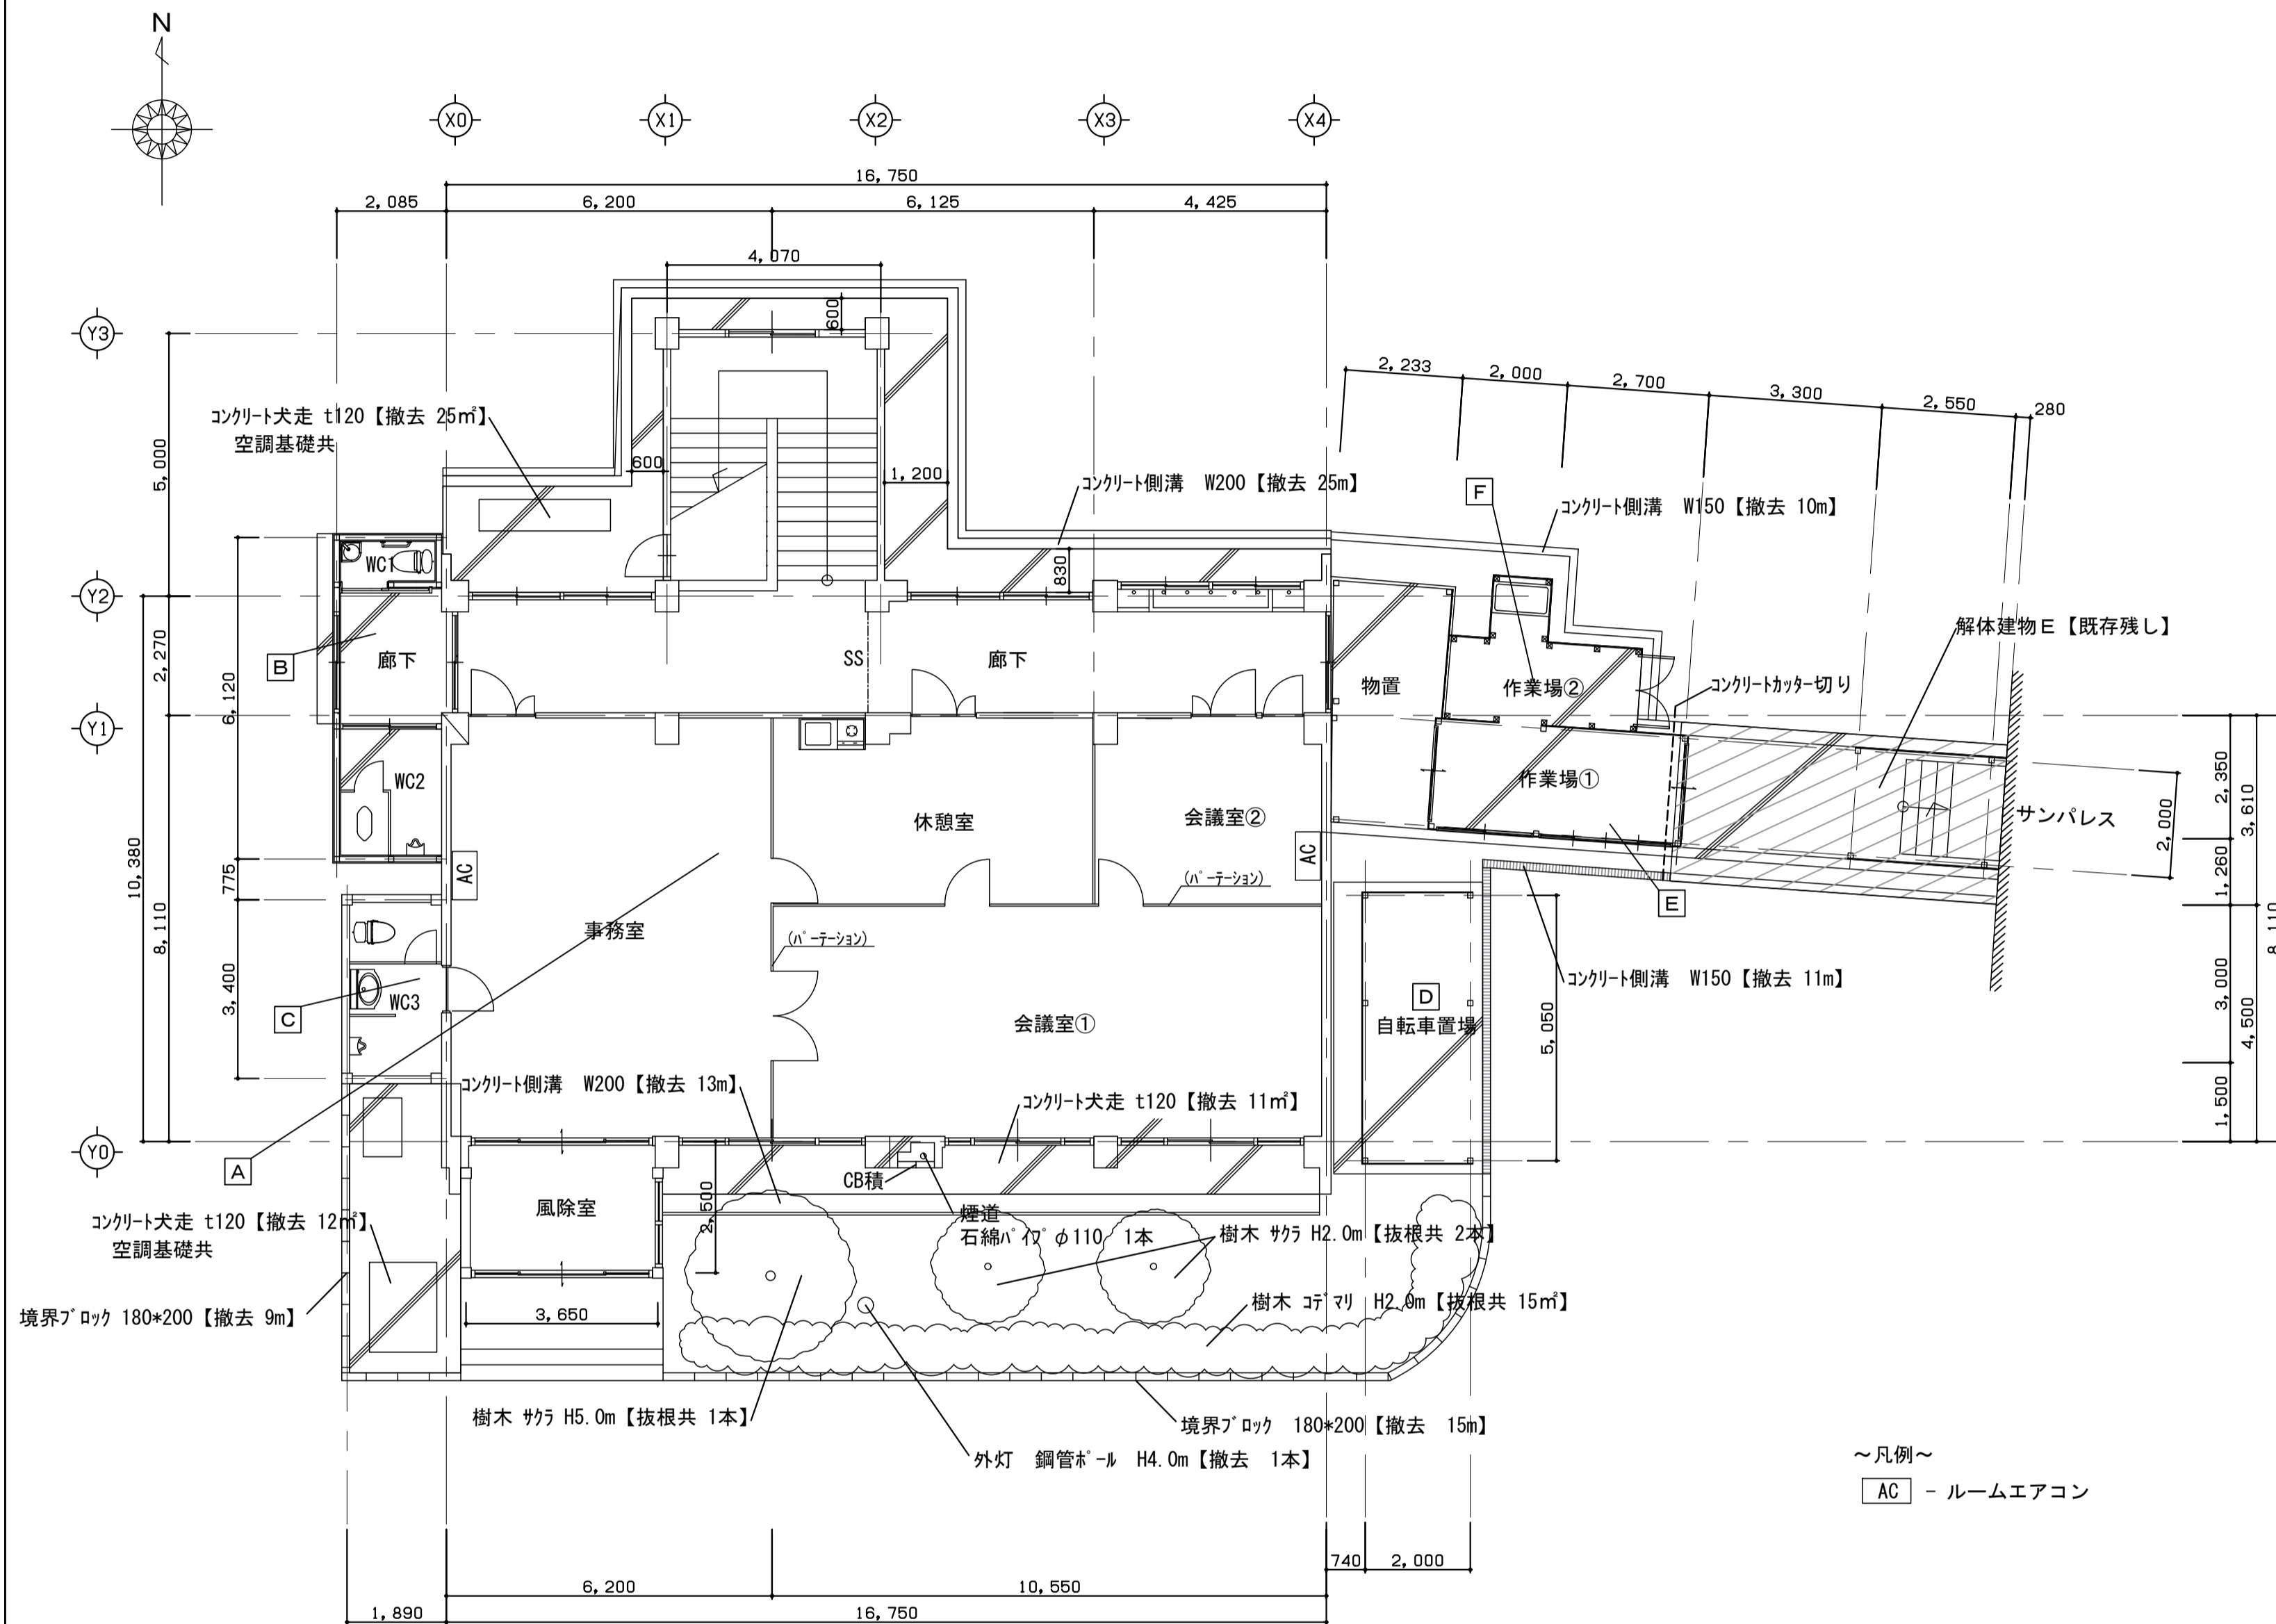 N
X0
X1
X2
X3
X4
16,750
2,085
6,200
6,125
4,425
4,070
600
Y3
2,233
2,000
2,700
3,300
2,550
280
コンクリート犬走 t120【撤去 25㎡】
空調基礎共
5,000
600
1,200
コンクリート側溝 W200【撤去 25m】
F
コンクリート側溝 W150【撤去 10m】
WC1
830
Y2
解体建物E【既存残し】
B
廊下
SS
廊下
物置
作業場②
コンクリートカッター切り
2,270
6,120
Y1
WC2
作業場①
サンパレス
2,350
3,610
2,000
休憩室
会議室②
AC
AC
10,380
775
1,260
8,110
(パーテーション)
E
事務室
(パーテーション)
8,110
3,400
WC3
C
コンクリート側溝 W150【撤去 11m】
D
自転車置場
5,050
3,000
4,500
会議室①
コンクリート側溝 W200【撤去 13m】
コンクリート犬走 t120【撤去 11㎡】
1,500
Y0
A
CB積
2,500
風除室
コンクリート犬走 t120【撤去 12㎡】
空調基礎共
煙道
石綿パイプφ110 1本
樹木 サクラ H2.0m【抜根共 2本】
境界ブロック 180*200【撤去 9m】
3,650
樹木 コデマリ H2.0m【抜根共 15㎡】
樹木 サクラ H5.0m【抜根共 1本】
境界ブロック 180*200【撤去 15m】
外灯 鋼管ポール H4.0m【撤去 1本】
～凡例～
AC - ルームエアコン
740
2,000
6,200
10,550
1,890
16,750